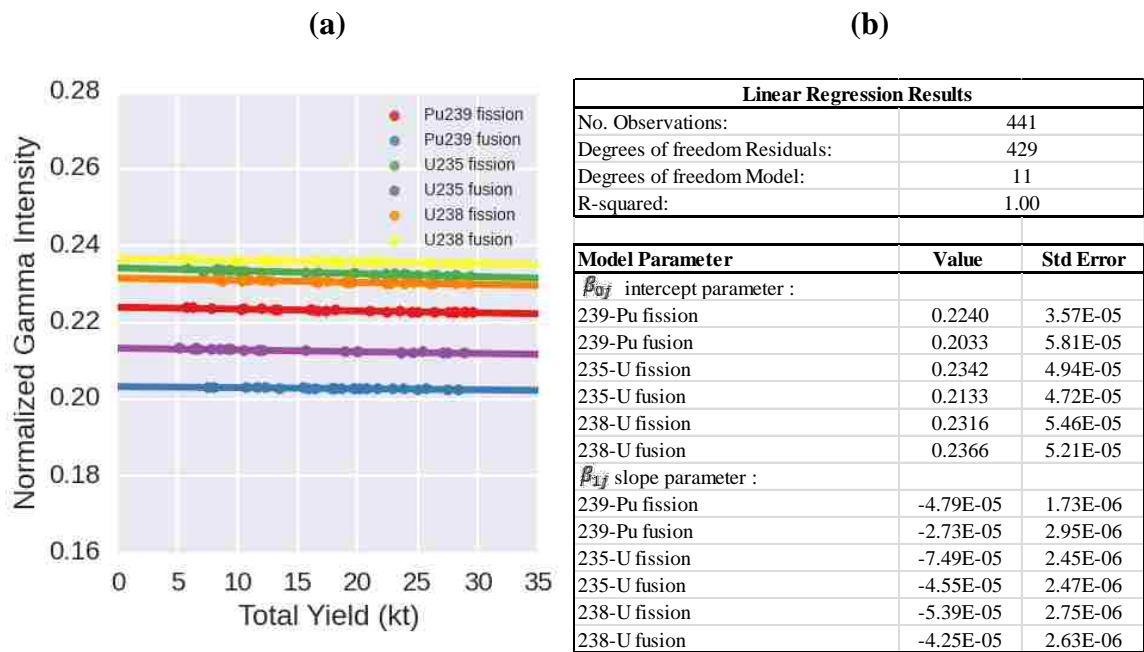 (a)
(b)
0.28
0.26
0.24
0.22
0.20
0.18
0.16
0 5 10 15 20 25 30 35
Normalized Gamma Intensity
Total Yield (kt)
Pu239 fission
Pu239 fusion
U235 fission
U235 fusion
U238 fission
U238 fusion
Linear Regression Results
No. Observations: 441
Degrees of freedom Residuals: 429
Degrees of freedom Model: 11
R-squared: 1.00
Model Parameter Value Std Error
β0j intercept parameter :
239-Pu fission 0.2240 3.57E-05
239-Pu fusion 0.2033 5.81E-05
235-U fission 0.2342 4.94E-05
235-U fusion 0.2133 4.72E-05
238-U fission 0.2316 5.46E-05
238-U fusion 0.2366 5.21E-05
β1j slope parameter :
239-Pu fission -4.79E-05 1.73E-06
239-Pu fusion -2.73E-05 2.95E-06
235-U fission -7.49E-05 2.45E-06
235-U fusion -4.55E-05 2.47E-06
238-U fission -5.39E-05 2.75E-06
238-U fusion -4.25E-05 2.63E-06